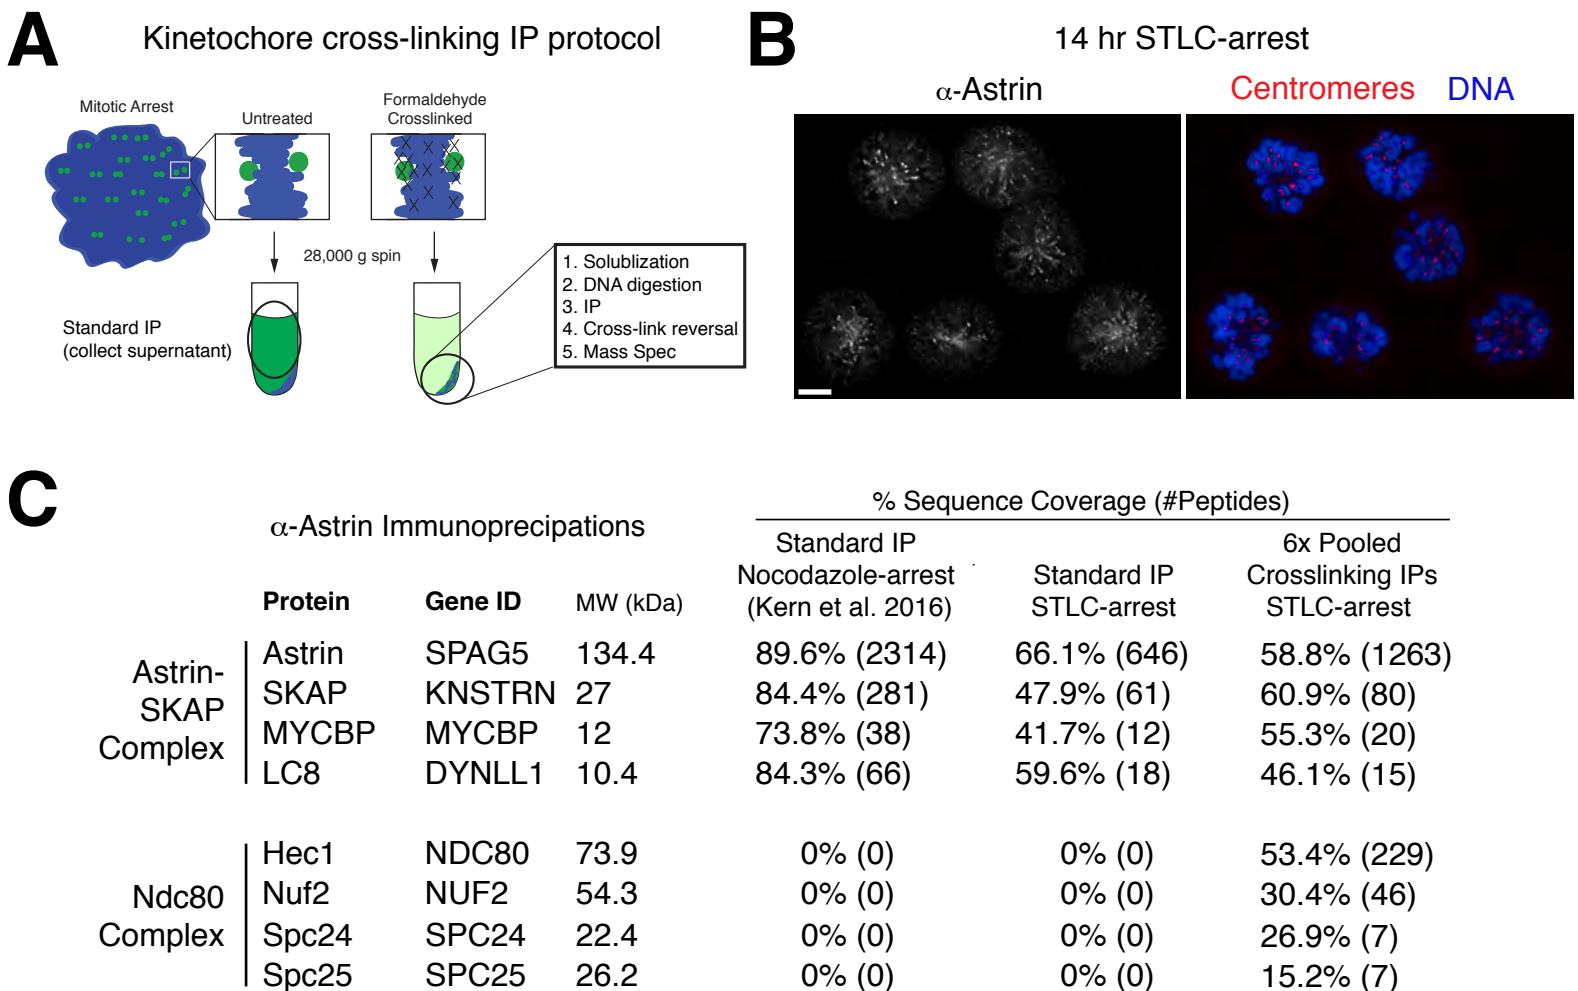 A
Kinetochore cross-linking IP protocol
Mitotic Arrest
Untreated
Formaldehyde
Crosslinked
28,000 g spin
Standard IP
(collect supernatant)
1. Solublization
2. DNA digestion
3. IP
4. Cross-link reversal
5. Mass Spec
B
14 hr STLC-arrest
α-Astrin
Centromeres DNA
C
α-Astrin Immunoprecipations
% Sequence Coverage (#Peptides)
Standard IP
Nocodazole-arrest
(Kern et al. 2016)
Standard IP
STLC-arrest
6x Pooled
Crosslinking IPs
STLC-arrest
Protein Gene ID MW (kDa)
Astrin-
SKAP
Complex
Astrin SPAG5 134.4 89.6% (2314) 66.1% (646) 58.8% (1263)
SKAP KNSTRN 27 84.4% (281) 47.9% (61) 60.9% (80)
MYCBP MYCBP 12 73.8% (38) 41.7% (12) 55.3% (20)
LC8 DYNLL1 10.4 84.3% (66) 59.6% (18) 46.1% (15)
Ndc80
Complex
Hec1 NDC80 73.9 0% (0) 0% (0) 53.4% (229)
Nuf2 NUF2 54.3 0% (0) 0% (0) 30.4% (46)
Spc24 SPC24 22.4 0% (0) 0% (0) 26.9% (7)
Spc25 SPC25 26.2 0% (0) 0% (0) 15.2% (7)